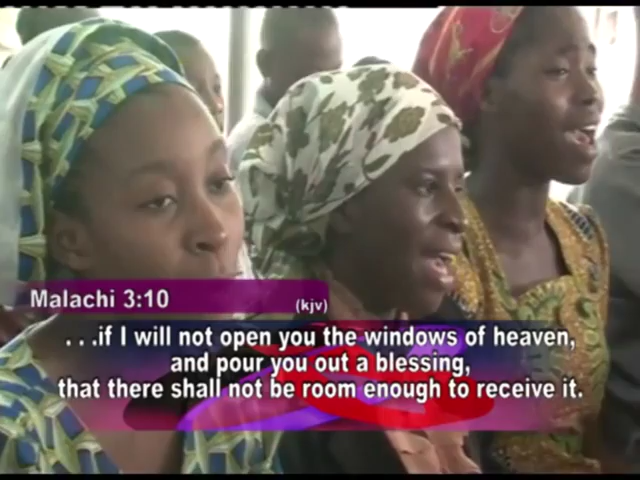 Malachi 3:10 (kjv)
. . .if I will not open you the windows of heaven,
and pour you out a blessing,
that there shall not be room enough to receive it.